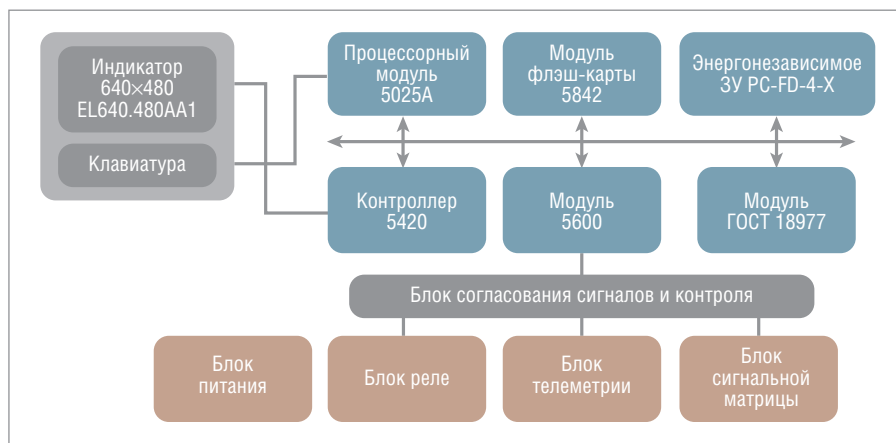 Индикатор
640×480
EL640.480AA1
Клавиатура
Процессорный
модуль
5025A
Модуль
флэш-карты
5842
Энергонезависимое
ЗУ PC-FD-4-X
Контроллер
5420
Модуль
5600
Модуль
ГОСТ 18977
Блок согласования сигналов и контроля
Блок
питания
Блок реле
Блок
телеметрии
Блок
сигнальной
матрицы